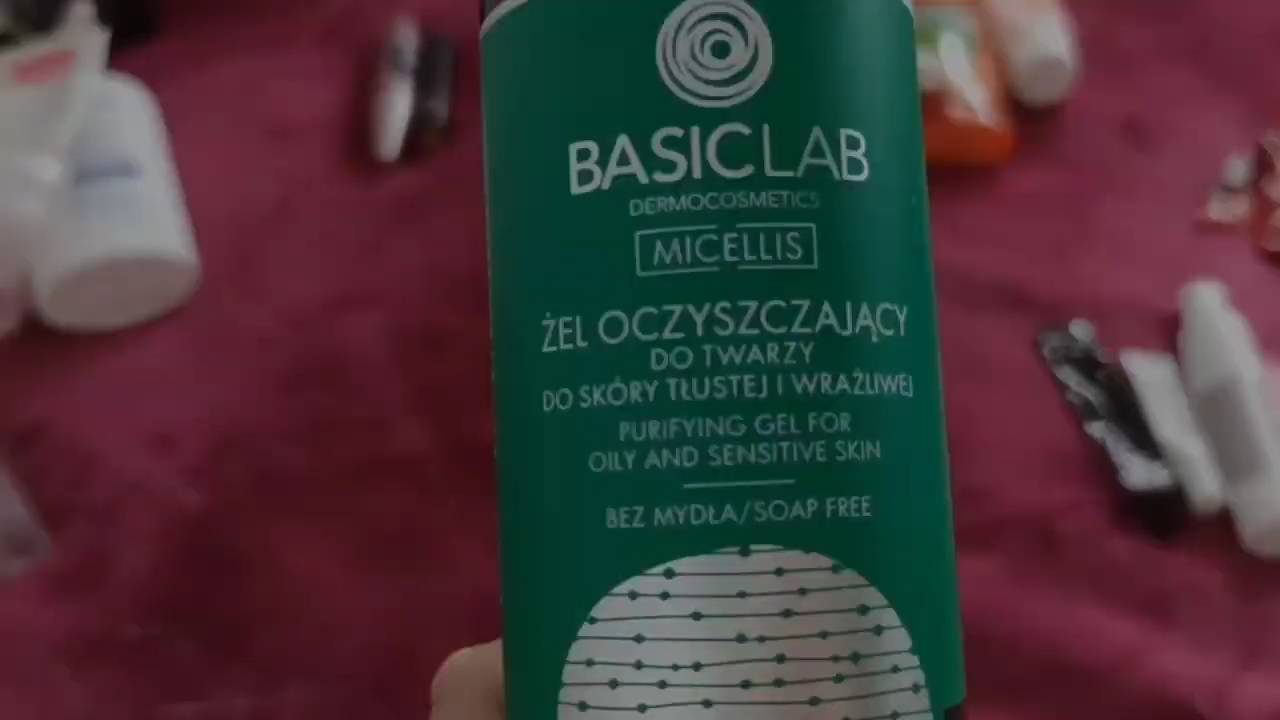 BASICLAB
DERMOCOSMETICS
MICELLIS
ŻEL OCZYSZCZAJĄCY
DO TWARZY
DO SKÓRY TŁUSTEJ I WRAŻLIWEJ
PURIFYING GEL FOR
OILY AND SENSITIVE SKIN
BEZ MYDŁA/SOAP FREE